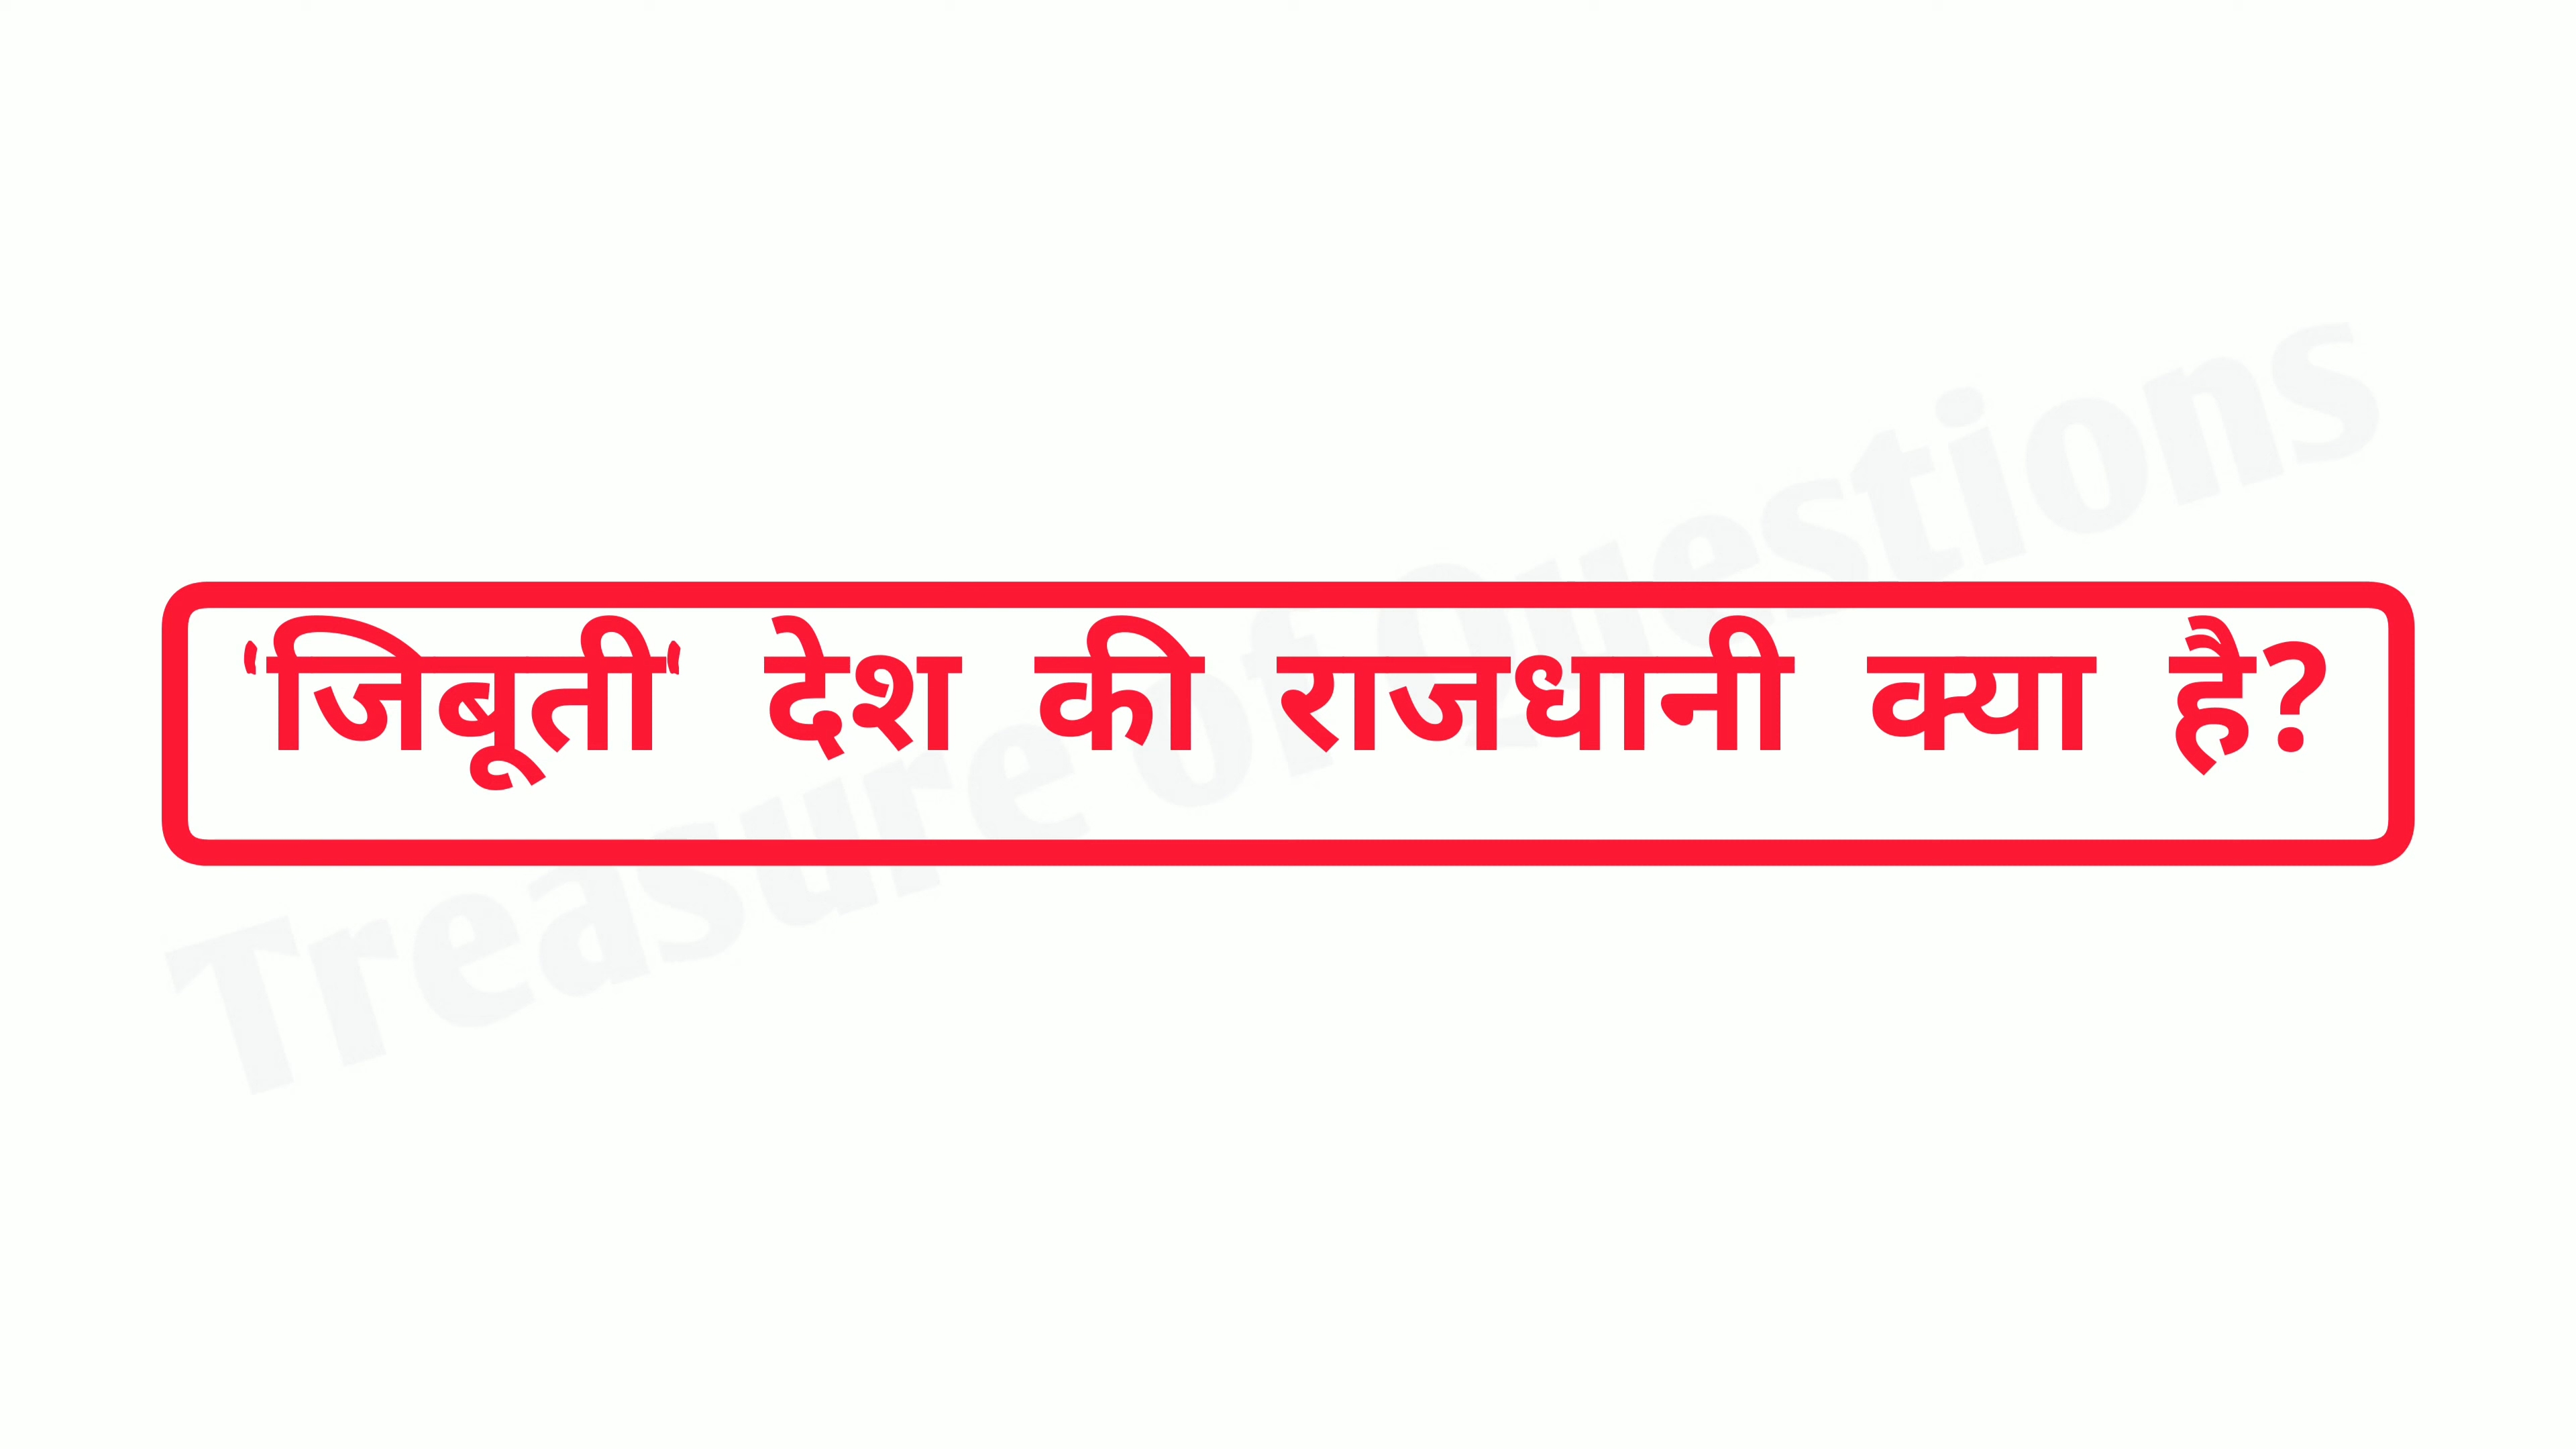 ‘जिबूती‘ देश की राजधानी क्या है?
Treasure of Questions